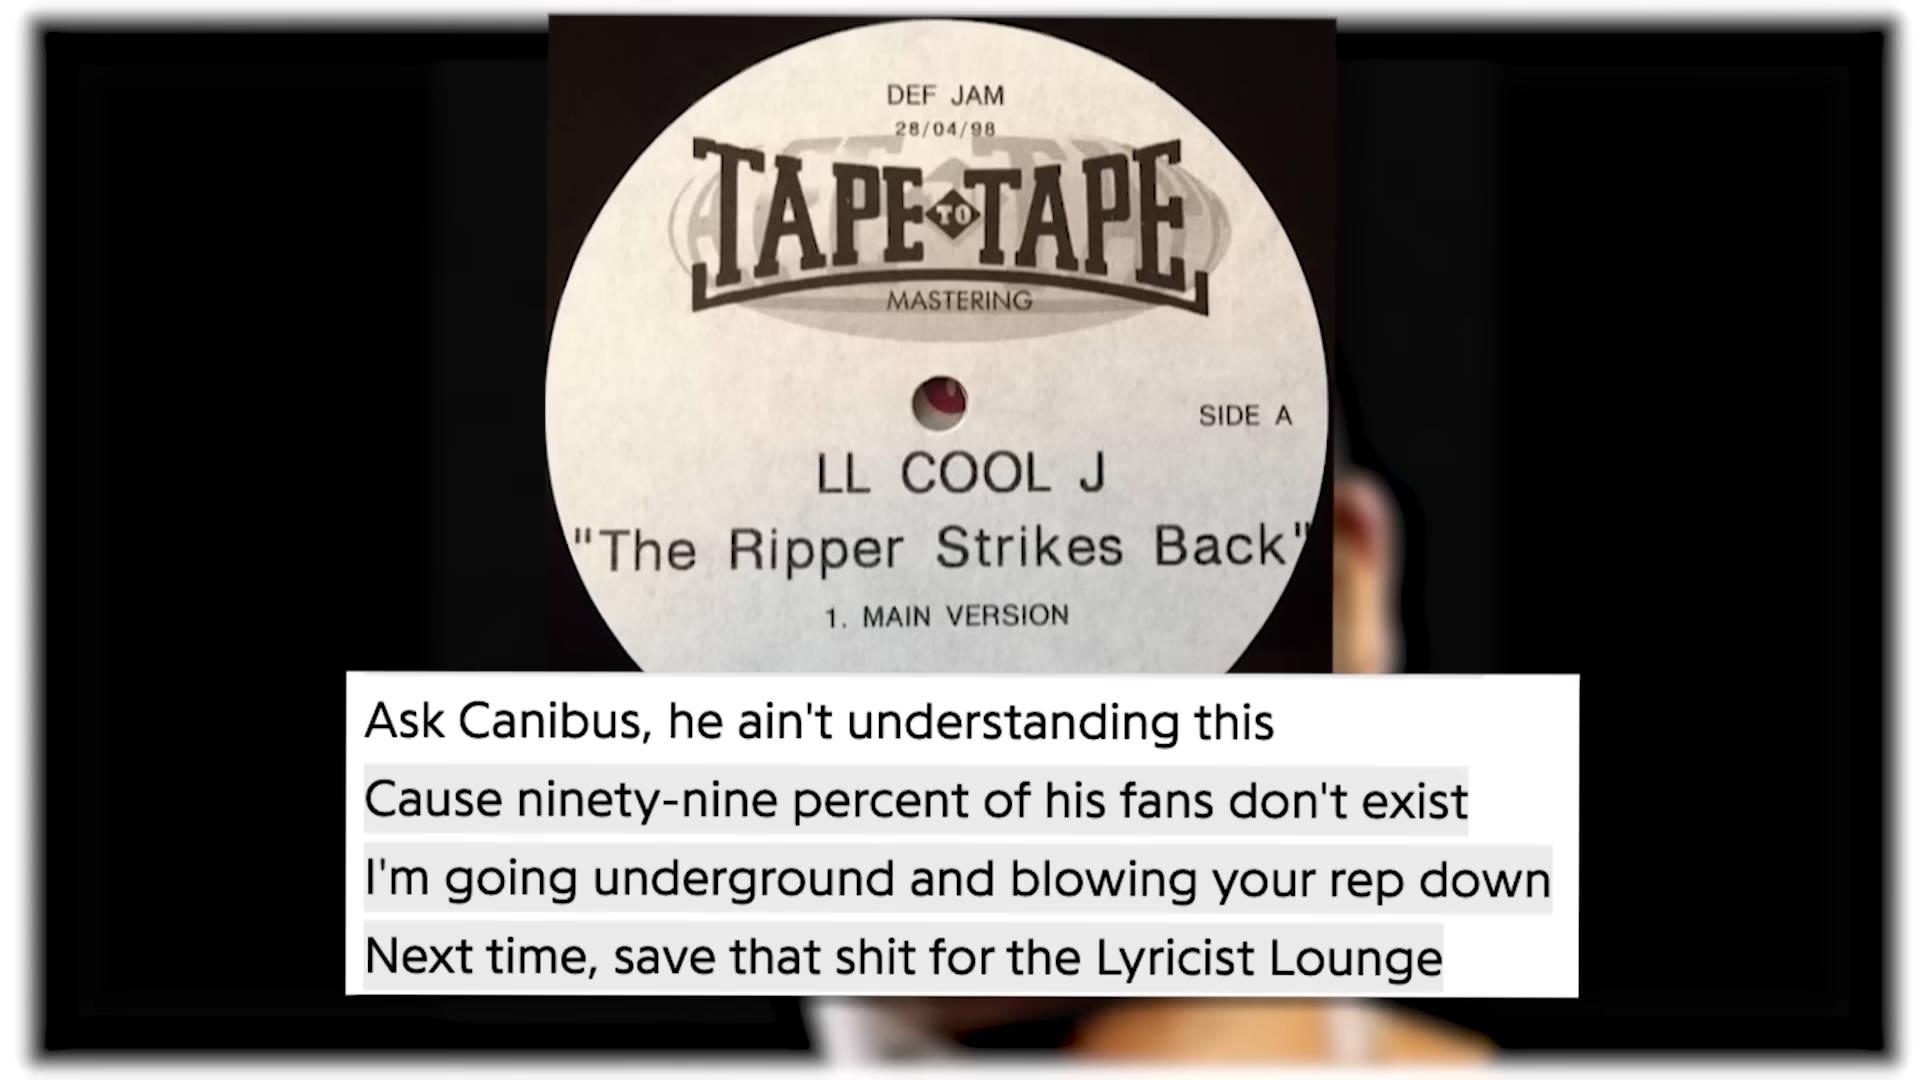 DEF JAM
28/04/98
TAPE TO TAPE
MASTERING
SIDE A
LL COOL J
"The Ripper Strikes Back"
1. MAIN VERSION
Ask Canibus, he ain't understanding this
Cause ninety-nine percent of his fans don't exist
I'm going underground and blowing your rep down
Next time, save that shit for the Lyricist Lounge